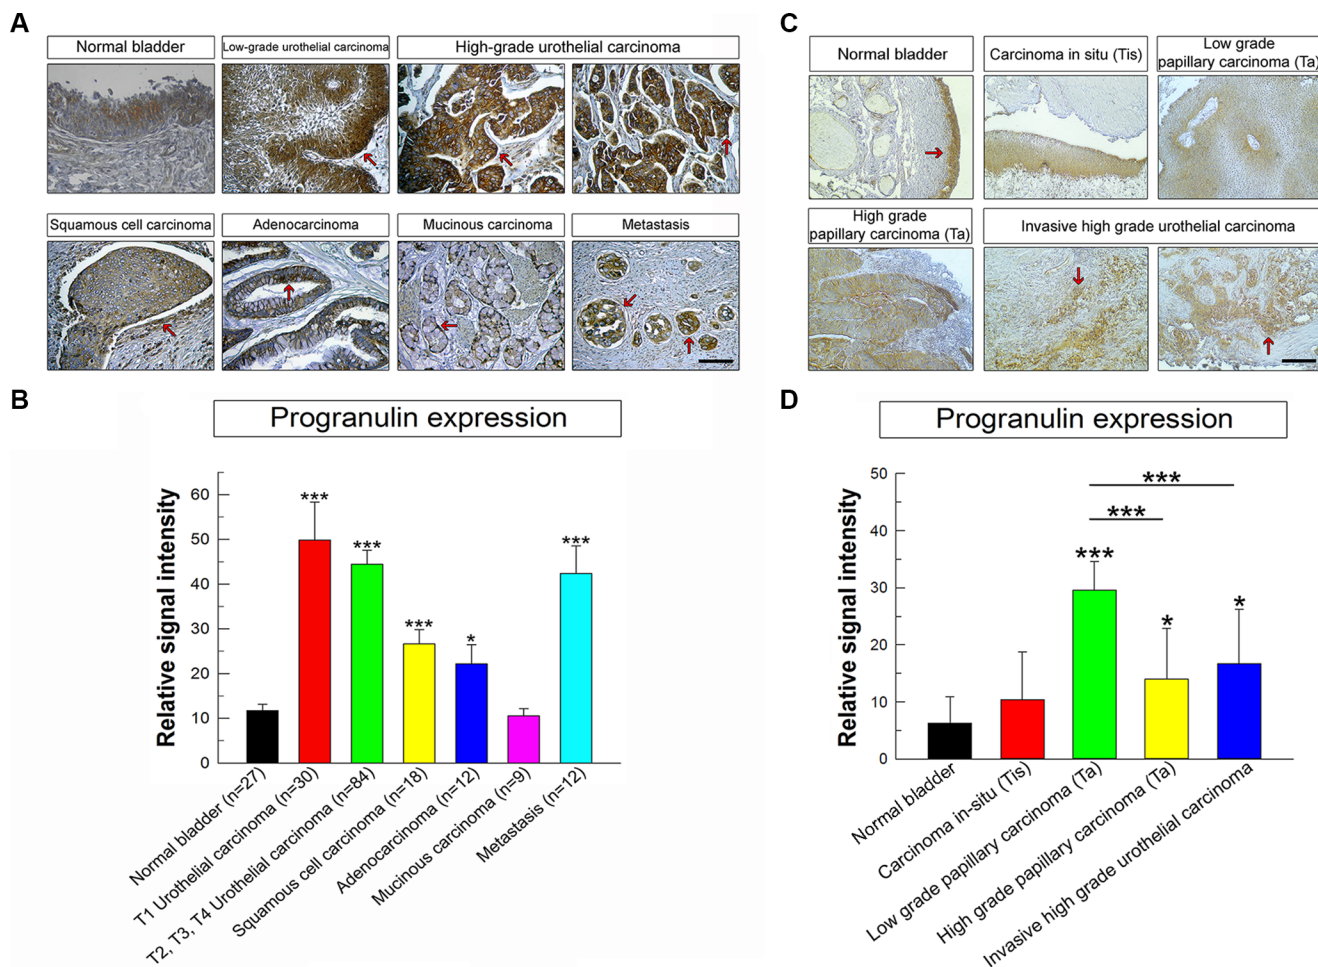 A
Normal bladder
Low-grade urothelial carcinoma
High-grade urothelial carcinoma
Squamous cell carcinoma
Adenocarcinoma
Mucinous carcinoma
Metastasis
B
Progranulin expression
Relative signal intensity
60
50
40
30
20
10
0
***
***
***
*
***
Normal bladder (n=27)
T1 Urothelial carcinoma (n=30)
T2, T3, T4 Urothelial carcinoma (n=84)
Squamous cell carcinoma (n=18)
Adenocarcinoma (n=12)
Mucinous carcinoma (n=9)
Metastasis (n=12)
C
Normal bladder
Carcinoma in situ (Tis)
Low grade
papillary carcinoma (Ta)
High grade
papillary carcinoma (Ta)
Invasive high grade urothelial carcinoma
D
Progranulin expression
Relative signal intensity
50
40
30
20
10
0
***
***
***
*
*
Normal bladder
Carcinoma in-situ (Tis)
Low grade papillary carcinoma (Ta)
High grade papillary carcinoma (Ta)
Invasive high grade urothelial carcinoma